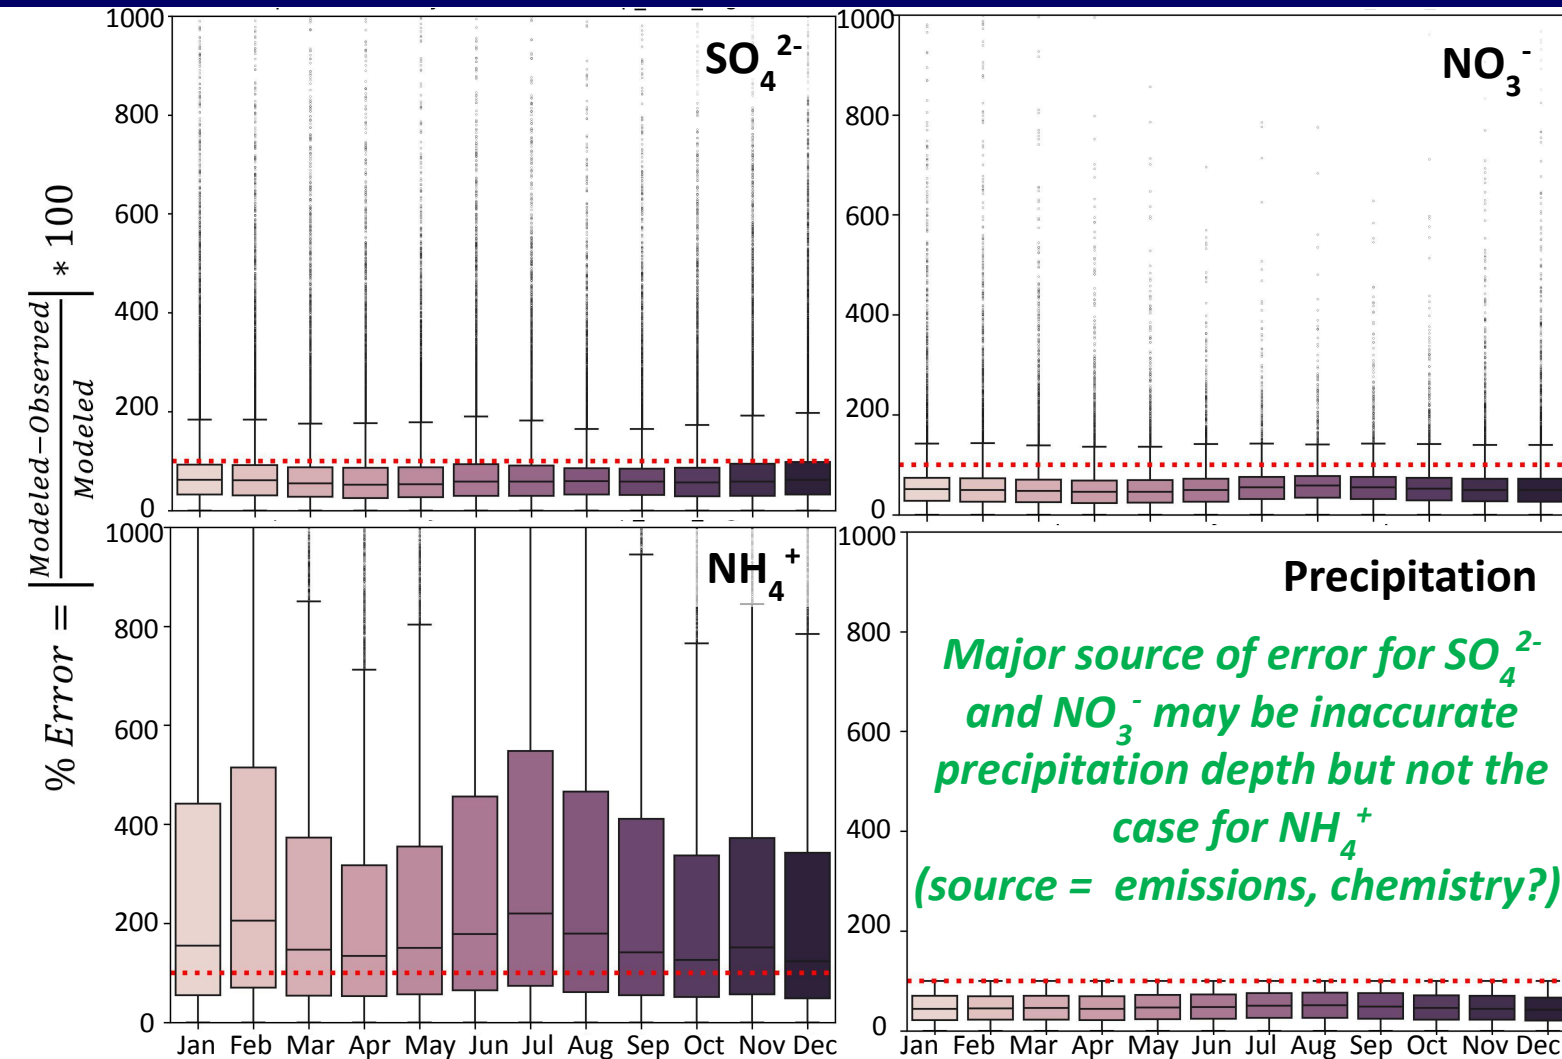 1000
800
600
400
200
0
SO₄²⁻
1000
800
600
400
200
0
NO₃⁻
% Error = |Modeled−Observed / Modeled| * 100
1000
800
600
400
200
0
NH₄⁺
Jan Feb Mar Apr May Jun Jul Aug Sep Oct Nov Dec
1000
800
600
400
200
0
Precipitation
Major source of error for SO₄²⁻
and NO₃⁻ may be inaccurate
precipitation depth but not the
case for NH₄⁺
(source = emissions, chemistry?)
Jan Feb Mar Apr May Jun Jul Aug Sep Oct Nov Dec